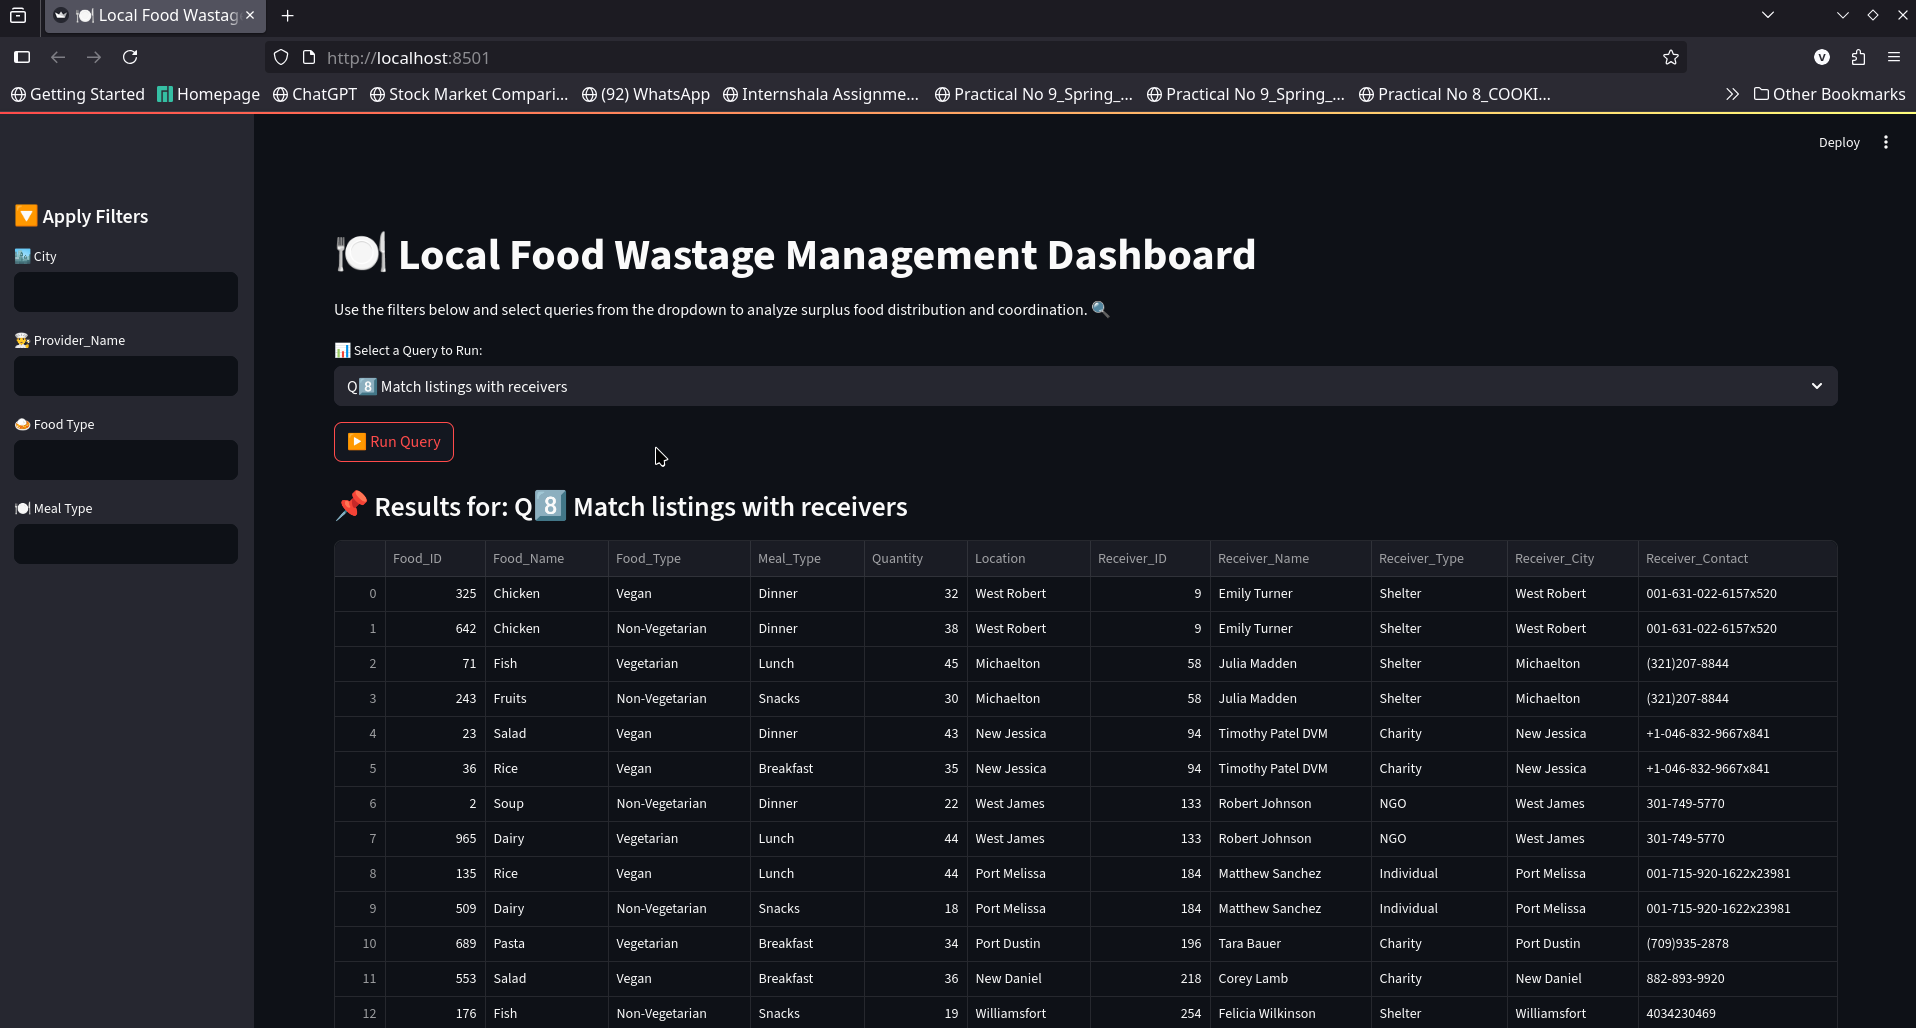 🍽️ Local Food Wastag
http://localhost:8501
V
Getting Started Homepage ChatGPT Stock Market Compari... (92) WhatsApp Internshala Assignme... Practical No 9_Spring_... Practical No 9_Spring_... Practical No 8_COOKI... Other Bookmarks
Deploy
🔽 Apply Filters
🏙️ City
👨‍🍳 Provider_Name
🍛 Food Type
🍽️ Meal Type
🍽️ Local Food Wastage Management Dashboard
Use the filters below and select queries from the dropdown to analyze surplus food distribution and coordination. 🔍
📊 Select a Query to Run:
Q8️⃣ Match listings with receivers
▶️ Run Query
📌 Results for: Q8️⃣ Match listings with receivers
Food_ID Food_Name Food_Type Meal_Type Quantity Location Receiver_ID Receiver_Name Receiver_Type Receiver_City Receiver_Contact
0 325 Chicken Vegan Dinner 32 West Robert 9 Emily Turner Shelter West Robert 001-631-022-6157x520
1 642 Chicken Non-Vegetarian Dinner 38 West Robert 9 Emily Turner Shelter West Robert 001-631-022-6157x520
2 71 Fish Vegetarian Lunch 45 Michaelton 58 Julia Madden Shelter Michaelton (321)207-8844
3 243 Fruits Non-Vegetarian Snacks 30 Michaelton 58 Julia Madden Shelter Michaelton (321)207-8844
4 23 Salad Vegan Dinner 43 New Jessica 94 Timothy Patel DVM Charity New Jessica +1-046-832-9667x841
5 36 Rice Vegan Breakfast 35 New Jessica 94 Timothy Patel DVM Charity New Jessica +1-046-832-9667x841
6 2 Soup Non-Vegetarian Dinner 22 West James 133 Robert Johnson NGO West James 301-749-5770
7 965 Dairy Vegetarian Lunch 44 West James 133 Robert Johnson NGO West James 301-749-5770
8 135 Rice Vegan Lunch 44 Port Melissa 184 Matthew Sanchez Individual Port Melissa 001-715-920-1622x23981
9 509 Dairy Non-Vegetarian Snacks 18 Port Melissa 184 Matthew Sanchez Individual Port Melissa 001-715-920-1622x23981
10 689 Pasta Vegetarian Breakfast 34 Port Dustin 196 Tara Bauer Charity Port Dustin (709)935-2878
11 553 Salad Vegan Breakfast 36 New Daniel 218 Corey Lamb Charity New Daniel 882-893-9920
12 176 Fish Non-Vegetarian Snacks 19 Williamsfort 254 Felicia Wilkinson Shelter Williamsfort 4034230469